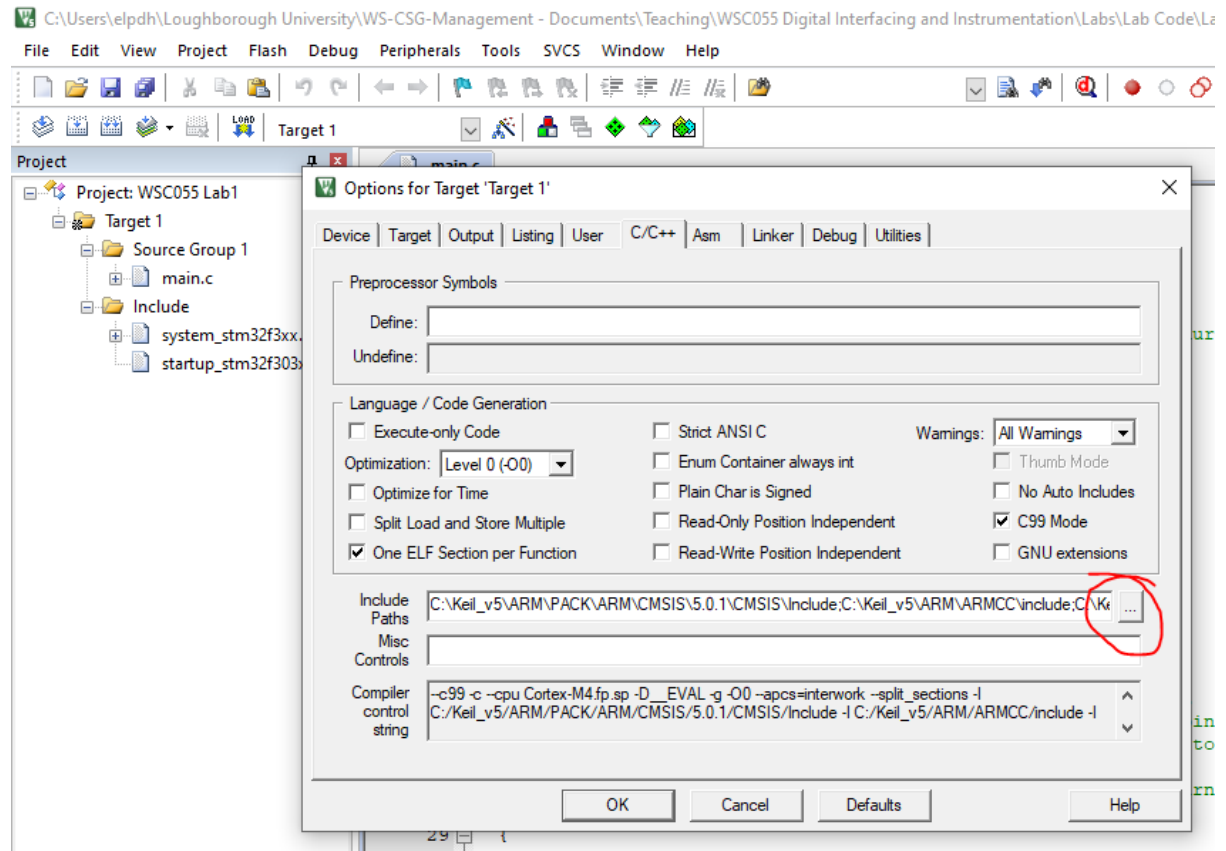 C:\Users\elpdh\Loughborough University\WS-CSG-Management - Documents\Teaching\WSC055 Digital Interfacing and Instrumentation\Labs\Lab Code\La
File Edit View Project Flash Debug Peripherals Tools SVCS Window Help
LOAD Target 1
Project
main.c
Project: WSC055 Lab1
Target 1
Source Group 1
main.c
Include
system_stm32f3xx.
startup_stm32f303x
Options for Target 'Target 1'
Device Target Output Listing User C/C++ Asm Linker Debug Utilities
Preprocessor Symbols
Define:
Undefine:
Language / Code Generation
Execute-only Code Strict ANSI C Warnings: All Warnings
Optimization: Level 0 (-O0) Enum Container always int Thumb Mode
Optimize for Time Plain Char is Signed No Auto Includes
Split Load and Store Multiple Read-Only Position Independent C99 Mode
One ELF Section per Function Read-Write Position Independent GNU extensions
Include Paths C:\Keil_v5\ARM\PACK\ARM\CMSIS\5.0.1\CMSIS\Include;C:\Keil_v5\ARM\ARMCC\include;C:\Ke ...
Misc Controls
Compiler control string --c99 -c --cpu Cortex-M4.fp.sp -D__EVAL -g -O0 --apcs=interwork --split_sections -I
C:/Keil_v5/ARM/PACK/ARM/CMSIS/5.0.1/CMSIS/Include -I C:/Keil_v5/ARM/ARMCC/include -I
OK Cancel Defaults Help
29 {